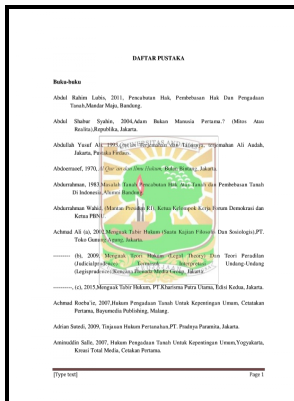 DAFTAR PUSTAKA
Buku-buku
Abdul Rahim Lubis, 2011, Pencabutan Hak, Pembebasan Hak Dan Pengadaan
Tanah,Mandar Maju, Bandung.
Abdul Shabur Syahin, 2004,Adam Bukan Manusia Pertama.? (Mitos Atau
Realita),Republika, Jakarta.
Abdullah Yusuf Ali, 1993, Terjemahan dan Tafsirnya, terjemahan Ali Audah,
Jakarta, Pustaka Firdaus.
Abdoerraoef, 1970, Al Qur'an dan Ilmu Hukum, Bulan Bintang, Jakarta.
Abdurrahman, 1983,Masalah Tanah Pencabutan Hak Atas Tanah dan Pembebasan Tanah
Di Indonesia, Alumni Bandung.
Abdurrahman Wahid, (Mantan Presiden RI), Ketua Kelompok Kerja Forum Demokrasi dan
Ketua PBNU
Achmad Ali (a), 2002,Menguak Tabir Hukum (Suatu Kajian Filosofis Dan Sosiologis),PT.
Toko Gunung Agung, Jakarta.
--------- (b), 2009, Menguak Teori Hukum (Legal Theory) Dan Teori Peradilan
(Judicialprudence) Termasuk Interpretasi Undang-Undang
(Legisprudence),Kencana Prenada Media Group, Jakarta.
----------, (c), 2015,Menguak Tabir Hukum, PT.Kharisma Putra Utama, Edisi Kedua, Jakarta.
Achmad Roeba'ie, 2007,Hukum Pengadaan Tanah Untuk Kepentingan Umum, Cetatakan
Pertama, Bayumedia Publishing, Malang.
Adrian Sutedi, 2009, Tinjauan Hukum Pertanahan,PT. Pradnya Paramita, Jakarta.
Aminuddin Salle, 2007, Hukum Pengadaan Tanah Untuk Kepentingan Umum,Yogyakarta,
Kreasi Total Media, Cetakan Pertama.
[Type text]
Page 1